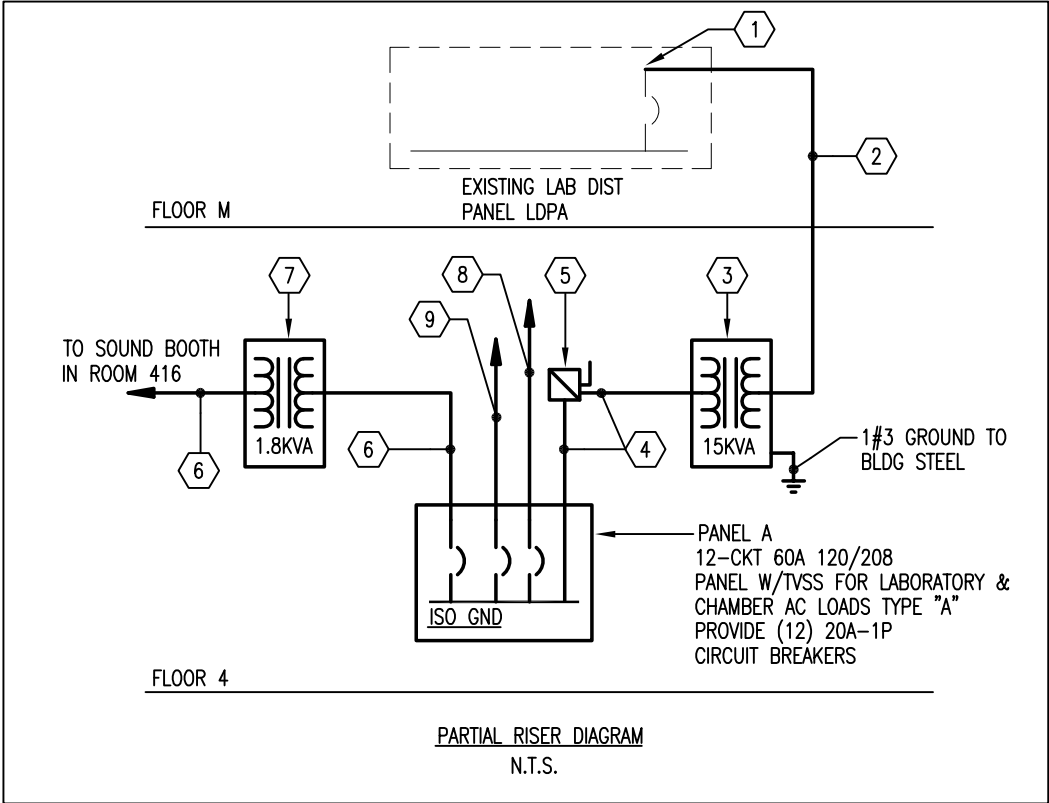 1
2
EXISTING LAB DIST
PANEL LDPA
FLOOR M
7
8
5
3
9
TO SOUND BOOTH
IN ROOM 416
1.8KVA
15KVA
6
6
4
1#3 GROUND TO
BLDG STEEL
PANEL A
12-CKT 60A 120/208
PANEL W/TVSS FOR LABORATORY &
CHAMBER AC LOADS TYPE "A"
PROVIDE (12) 20A-1P
CIRCUIT BREAKERS
ISO GND
FLOOR 4
PARTIAL RISER DIAGRAM
N.T.S.